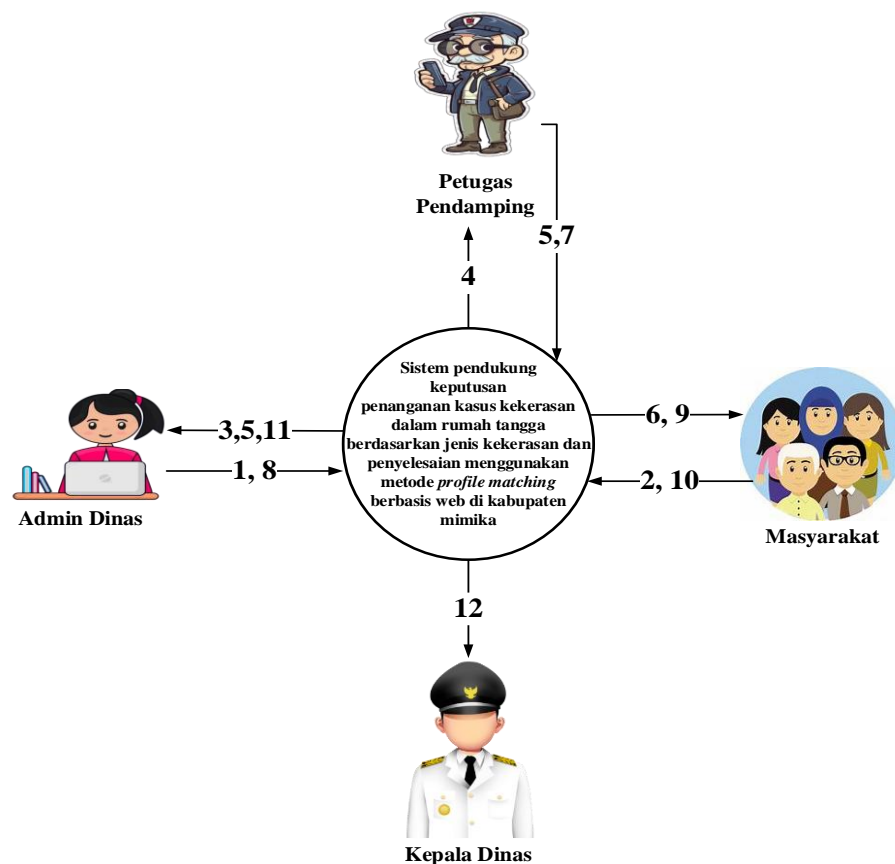 Petugas
Pendamping
5,7
4
Sistem pendukung
keputusan
penanganan kasus kekerasan
dalam rumah tangga
berdasarkan jenis kekerasan dan
penyelesaian menggunakan
metode profile matching
berbasis web di kabupaten
mimika
3,5,11
1, 8
Admin Dinas
6, 9
2, 10
Masyarakat
12
Kepala Dinas